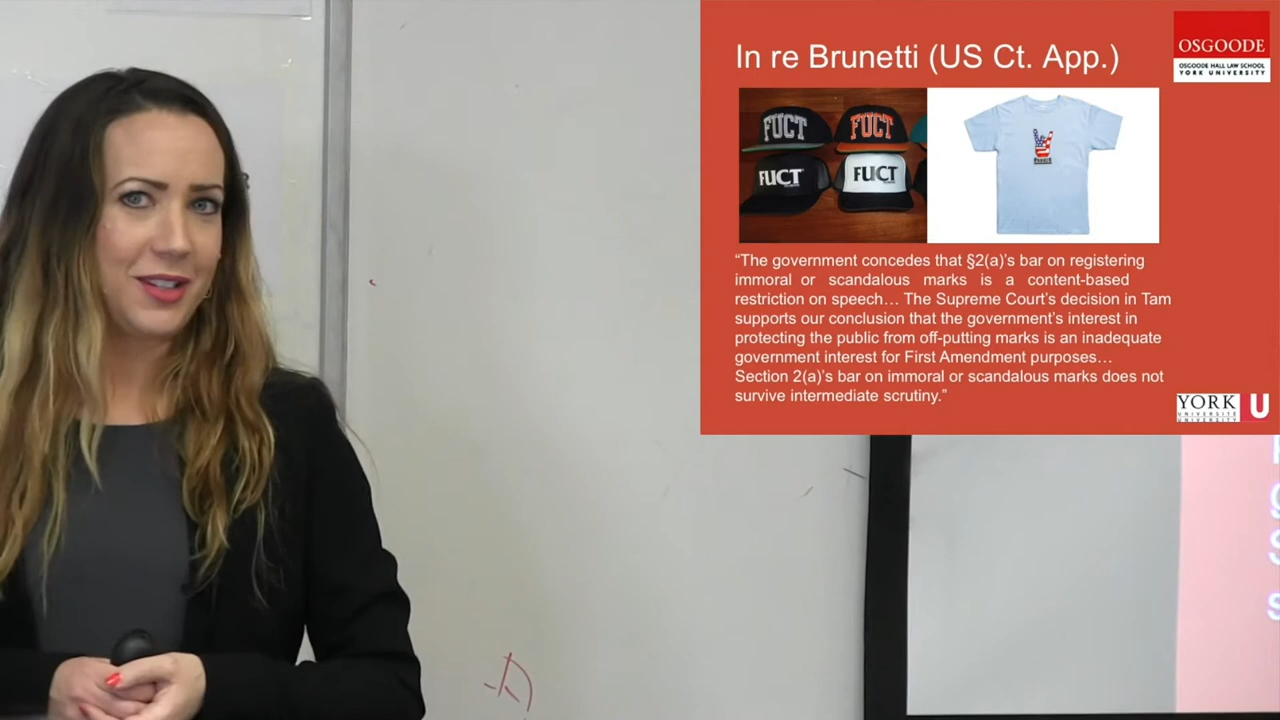 In re Brunetti (US Ct. App.)
OSGOODE
OSGOODE HALL LAW SCHOOL
YORK UNIVERSITY
FUCT FUCT
FUCT FUCT
“The government concedes that §2(a)’s bar on registering
immoral or scandalous marks is a content-based
restriction on speech… The Supreme Court’s decision in Tam
supports our conclusion that the government’s interest in
protecting the public from off-putting marks is an inadequate
government interest for First Amendment purposes…
Section 2(a)’s bar on immoral or scandalous marks does not
survive intermediate scrutiny.”
YORK U
UNIVERSITÉ
UNIVERSITY